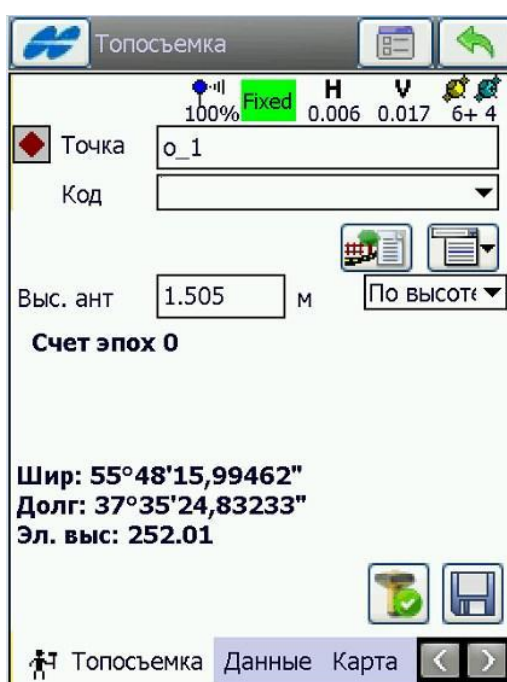 Топосъемка
H V
100% Fixed 0.006 0.017 6+ 4
Точка o_1
Код
Выс. ант 1.505 м По высоте
Счет эпох 0
Шир: 55°48'15,99462"
Долг: 37°35'24,83233"
Эл. выс: 252.01
Топосъемка Данные Карта